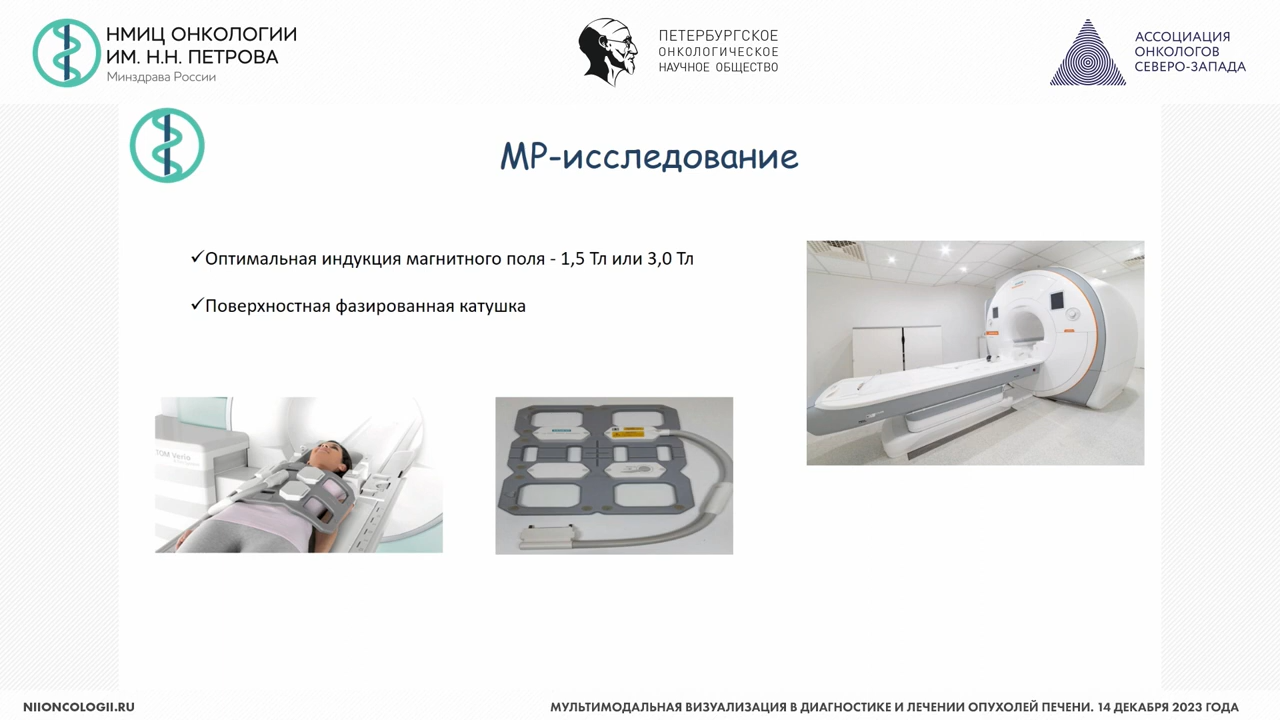 НМИЦ ОНКОЛОГИИ
ИМ. Н.Н. ПЕТРОВА
Минздрава России
ПЕТЕРБУРГСКОЕ
ОНКОЛОГИЧЕСКОЕ
НАУЧНОЕ ОБЩЕСТВО
АССОЦИАЦИЯ
ОНКОЛОГОВ
СЕВЕРО-ЗАПАДА
МР-исследование
✓Оптимальная индукция магнитного поля - 1,5 Тл или 3,0 Тл
✓Поверхностная фазированная катушка
TOM Verio
NIIONCOLOGII.RU
МУЛЬТИМОДАЛЬНАЯ ВИЗУАЛИЗАЦИЯ В ДИАГНОСТИКЕ И ЛЕЧЕНИИ ОПУХОЛЕЙ ПЕЧЕНИ. 14 ДЕКАБРЯ 2023 ГОДА